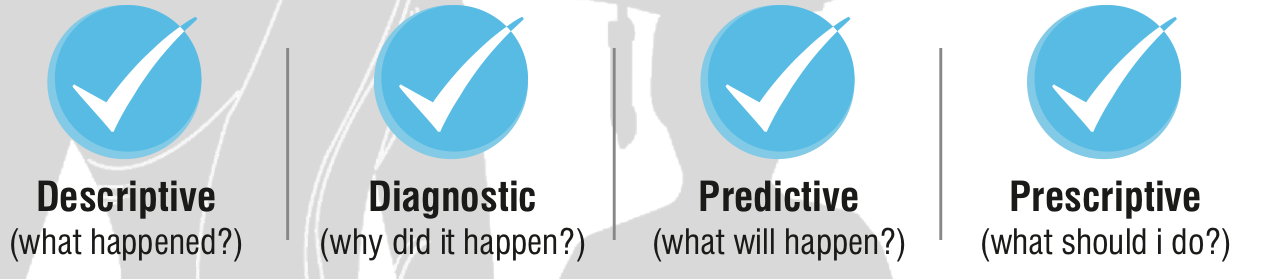 Descriptive
(what happened?)
Diagnostic
(why did it happen?)
Predictive
(what will happen?)
Prescriptive
(what should i do?)